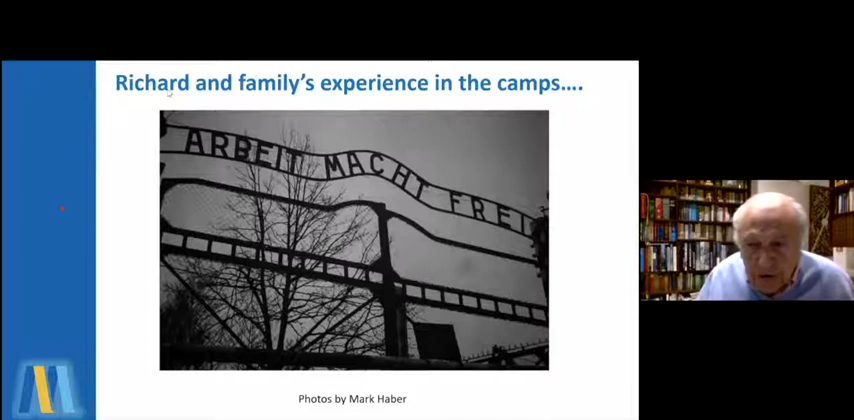 Richard and family's experience in the camps....
ARBEIT MACHT FREI
Photos by Mark Haber